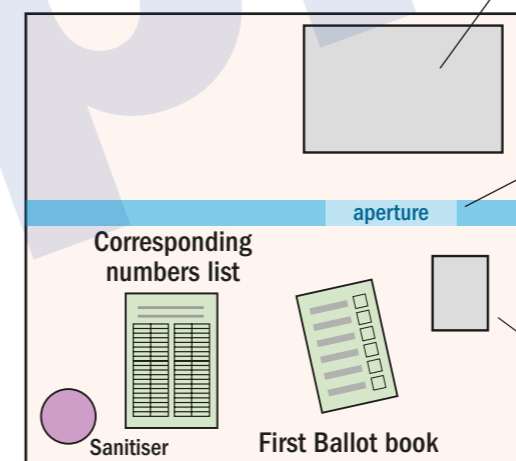 aperture
Corresponding
numbers list
Sanitiser
First Ballot book